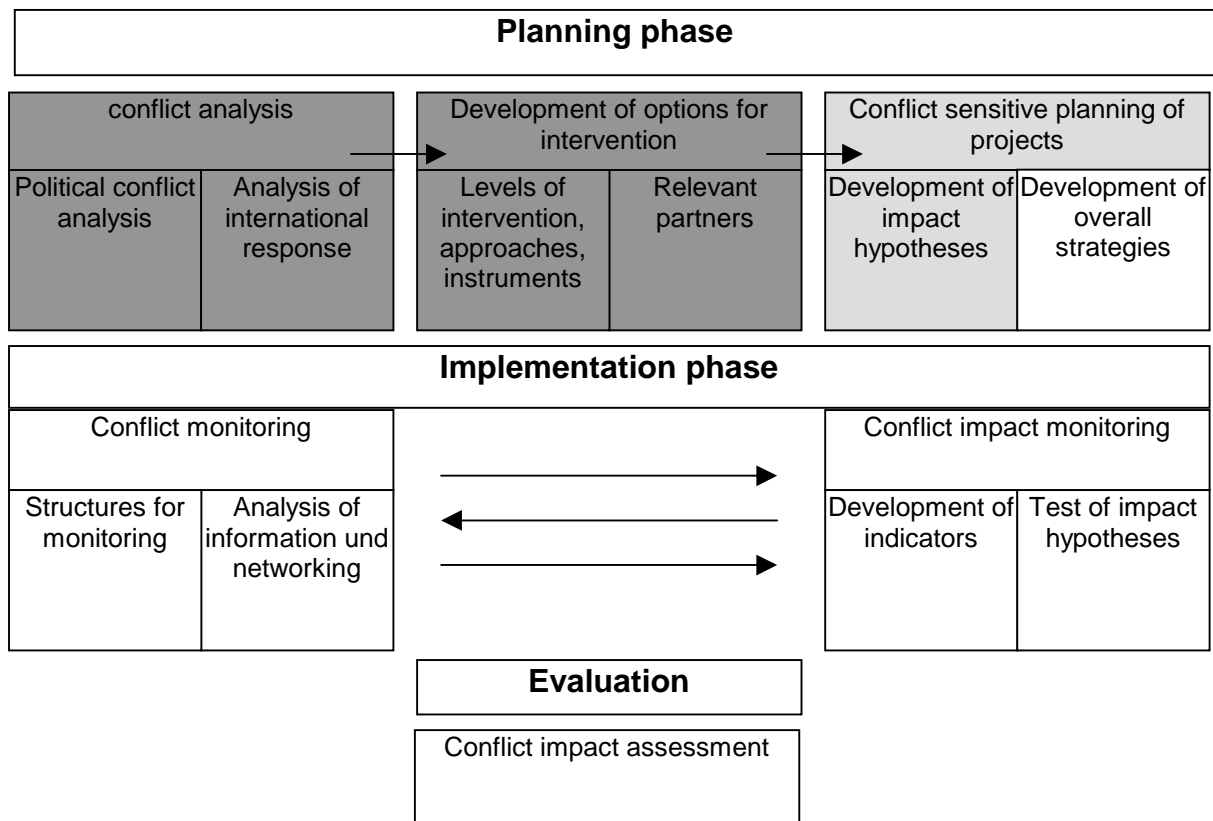 Planning phase
conflict analysis
Political conflict
analysis
Analysis of
international
response
Development of options for
intervention
Levels of
intervention,
approaches,
instruments
Relevant
partners
Conflict sensitive planning of
projects
Development of
impact
hypotheses
Development of
overall
strategies
Implementation phase
Conflict monitoring
Structures for
monitoring
Analysis of
information und
networking
Conflict impact monitoring
Development of
indicators
Test of impact
hypotheses
Evaluation
Conflict impact assessment